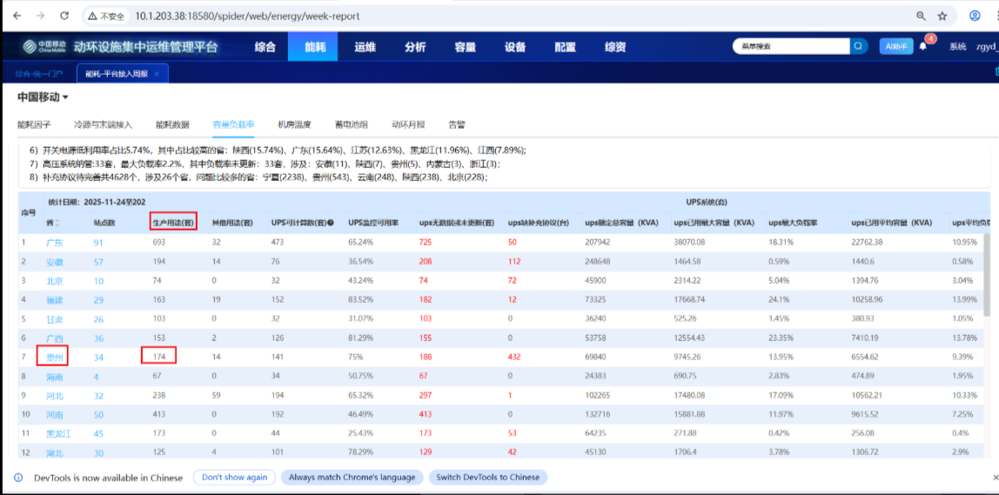 不安全 10.1.203.38:18580/spider/web/energy/week-report
中国移动 China Mobile 动环设施集中运维管理平台 综合 能耗 运维 分析 容量 设备 配置 综资 菜单搜索 AI助手 4 系统 zgyd_
综合-统一门户 能耗-平台接入周报 ×
中国移动
能耗因子 冷源与末端接入 能耗数据 容量负载率 机房温度 蓄电池组 动环月报 告警
6）开关电源低利用率占比5.74%，其中占比较高的省：陕西(15.74%)、广东(15.64%)、江苏(12.63%)、黑龙江(11.96%)、江西(7.89%);
7）高压系统纳管:33套，最大负载率2.2%，其中负载率未更新：33套，涉及：安徽(11)、陕西(7)、贵州(5)、内蒙古(3)、浙江(3);
8）补充协议待完善共4628个，涉及26个省，问题比较多的省：宁夏(2238)、贵州(543)、云南(248)、陕西(238)、北京(228);
序号 统计日期：2025-11-24至202 UPS系统(套)
省 站点数 生产用途(套) 其他用途(套) UPS可计算数(套) UPS监控可用率 ups无数据或未更新(套) ups缺补充协议(台) ups额定总容量（KVA) ups已用最大容量（KVA) ups最大负载率 ups已用平均容量（KVA) ups平均负载
1 广东 91 693 32 473 65.24% 725 50 207942 38070.08 18.31% 22762.38 10.95%
2 安徽 57 194 14 76 36.54% 208 112 248648 1464.58 0.59% 1440.6 0.58%
3 北京 10 74 0 32 43.24% 74 72 45900 2314.22 5.04% 1394.76 3.04%
4 福建 29 163 19 152 83.52% 182 12 73325 17668.74 24.1% 10258.96 13.99%
5 甘肃 26 103 0 32 31.07% 103 0 36240 525.26 1.45% 380.93 1.05%
6 广西 36 153 2 126 81.29% 155 0 53758 12554.43 23.35% 7410.19 13.78%
7 贵州 34 174 14 141 75% 188 432 69840 9745.26 13.95% 6554.62 9.39%
8 海南 4 67 0 34 50.75% 67 0 24383 690.75 2.83% 474.89 1.95%
9 河北 32 238 59 194 65.32% 297 1 102265 17480.08 17.09% 10562.21 10.33%
10 河南 50 413 0 192 46.49% 413 0 132716 15881.88 11.97% 9615.52 7.25%
11 黑龙江 45 173 0 44 25.43% 173 53 64235 271.88 0.42% 256.08 0.4%
12 湖北 30 125 4 101 78.29% 129 42 45130 1706.4 3.78% 1306.72 2.9%
DevTools is now available in Chinese Don't show again Always match Chrome's language Switch DevTools to Chinese